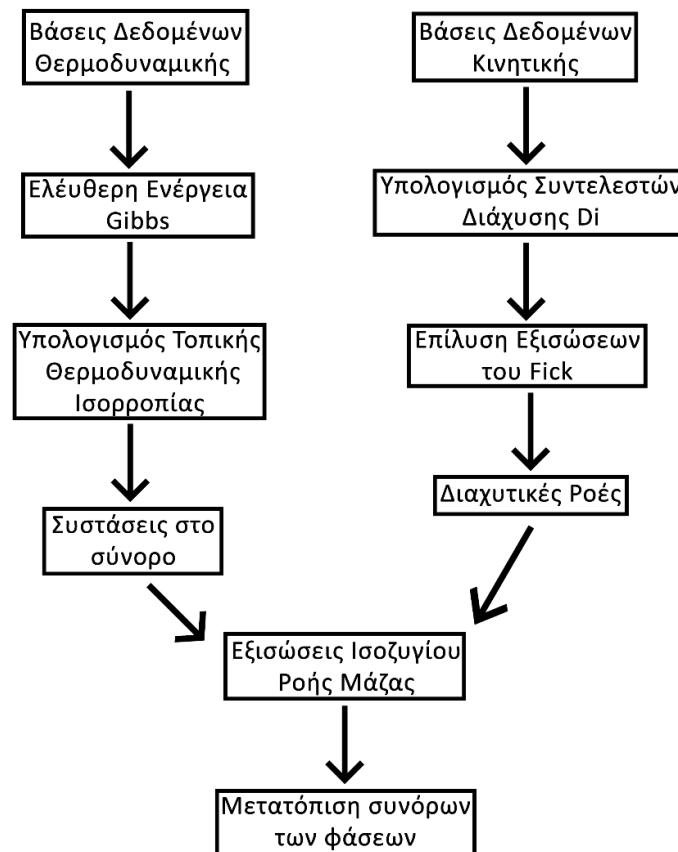 Βάσεις Δεδομένων
Θερμοδυναμικής
Ελέυθερη Ενέργεια
Gibbs
Υπολογισμός Τοπικής
Θερμοδυναμικής
Ισορροπίας
Συστάσεις στο
σύνορο
Βάσεις Δεδομένων
Κινητικής
Υπολογισμός Συντελεστών
Διάχυσης Di
Επίλυση Εξισώσεων
του Fick
Διαχυτικές Ροές
Εξισώσεις Ισοζυγίου
Ροής Μάζας
Μετατόπιση συνόρων
των φάσεων